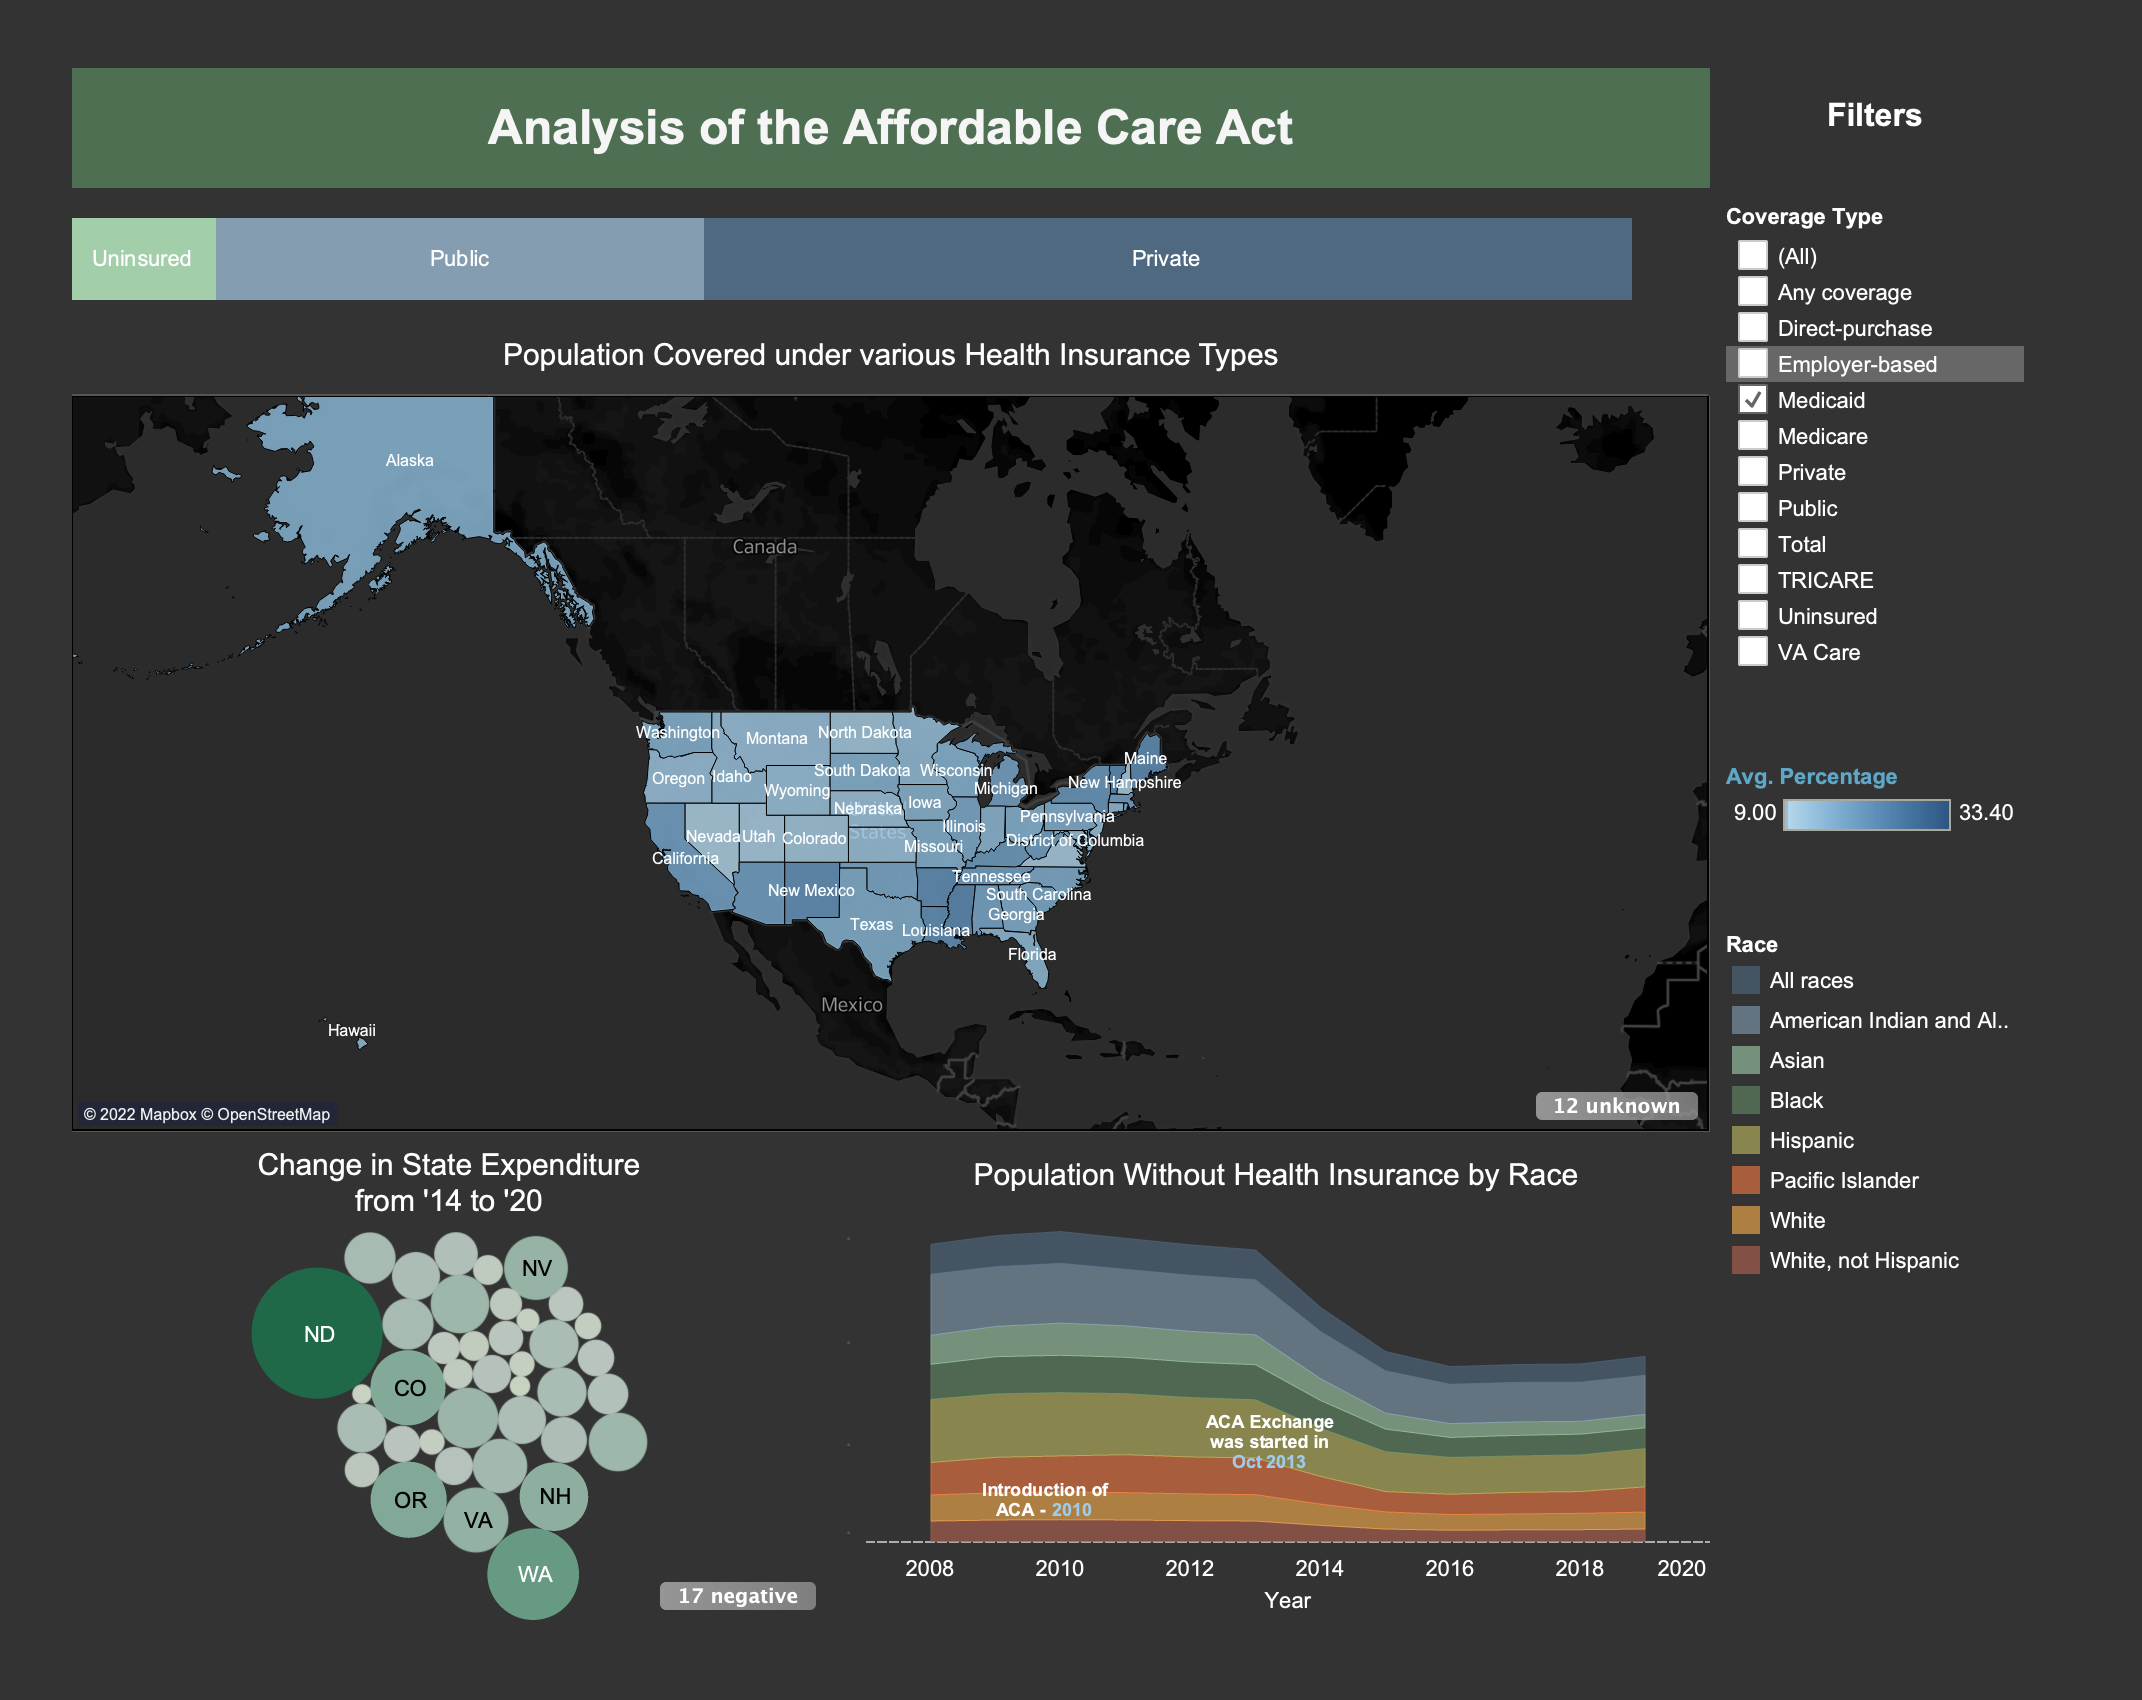 Analysis of the Affordable Care Act
Filters
Uninsured
Public
Private
Coverage Type
(All)
Any coverage
Direct-purchase
Employer-based
Medicaid
Medicare
Private
Public
Total
TRICARE
Uninsured
VA Care
Population Covered under various Health Insurance Types
Alaska
Canada
Washington
Montana
North Dakota
Oregon
Idaho
Wyoming
South Dakota
Wisconsin
Michigan
Maine
New Hampshire
Nebraska
Iowa
Nevada
Utah
Colorado
States
Illinois
Pennsylvania
Missouri
District of Columbia
California
New Mexico
Tennessee
South Carolina
Georgia
Texas
Louisiana
Florida
Mexico
Hawaii
© 2022 Mapbox © OpenStreetMap
12 unknown
Avg. Percentage
9.00
33.40
Race
All races
American Indian and Al..
Asian
Black
Hispanic
Pacific Islander
White
White, not Hispanic
Change in State Expenditure
from '14 to '20
NV
ND
CO
OR
VA
NH
WA
17 negative
Population Without Health Insurance by Race
ACA Exchange
was started in
Oct 2013
Introduction of
ACA - 2010
2008
2010
2012
2014
2016
2018
2020
Year